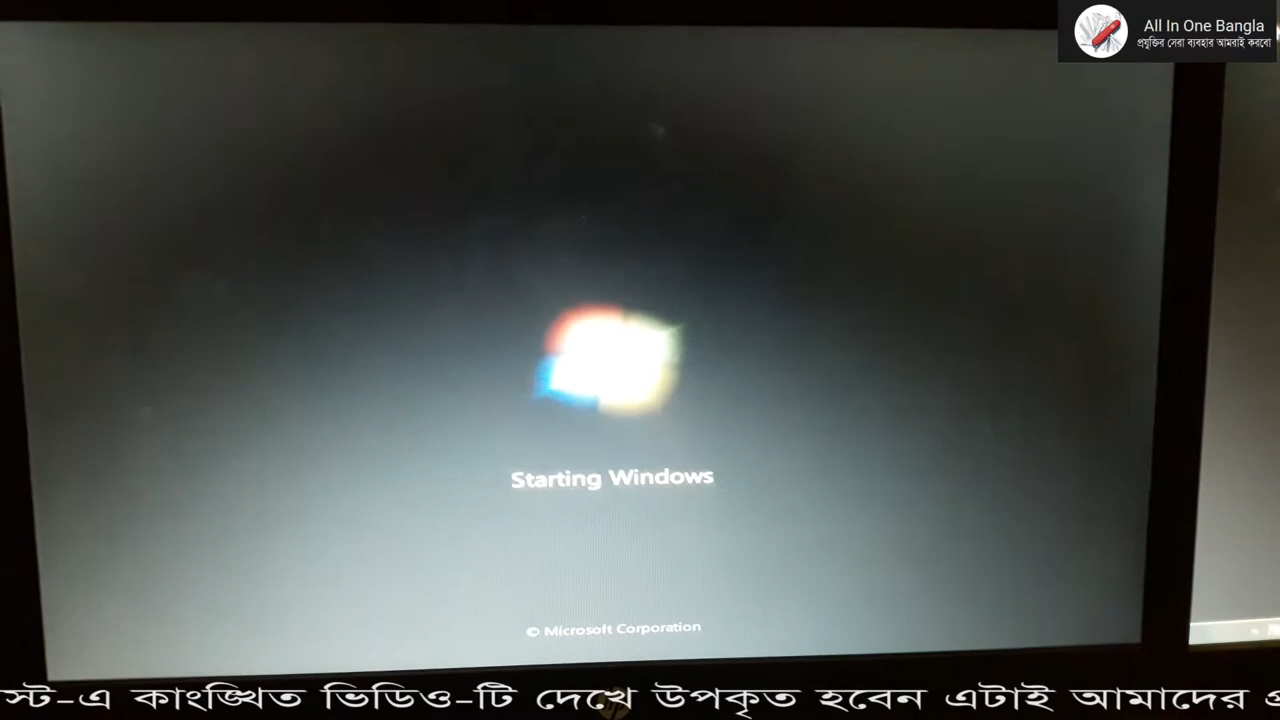 All In One Bangla
প্রযুক্তির সেরা ব্যবহার আমরাই করবো
Starting Windows
© Microsoft Corporation
স্ট-এ কাংঙ্খিত ভিডিও-টি দেখে উপকৃত হবেন এটাই আমাদের